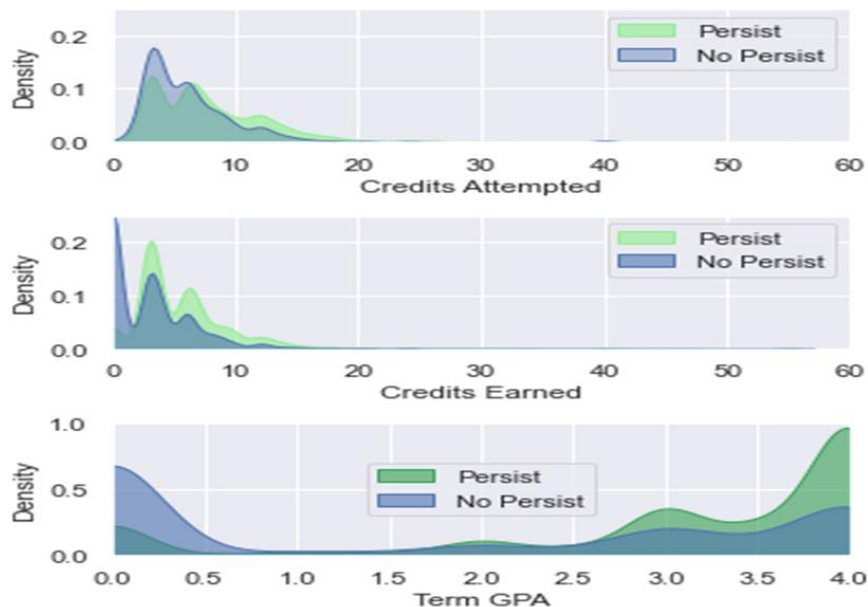 Density
0.2
0.1
0.0
Persist
No Persist
0 10 20 30 40 50 60
Credits Attempted
Density
0.2
0.1
0.0
Persist
No Persist
0 10 20 30 40 50 60
Credits Earned
Density
1.0
0.5
0.0
Persist
No Persist
0.0 0.5 1.0 1.5 2.0 2.5 3.0 3.5 4.0
Term GPA